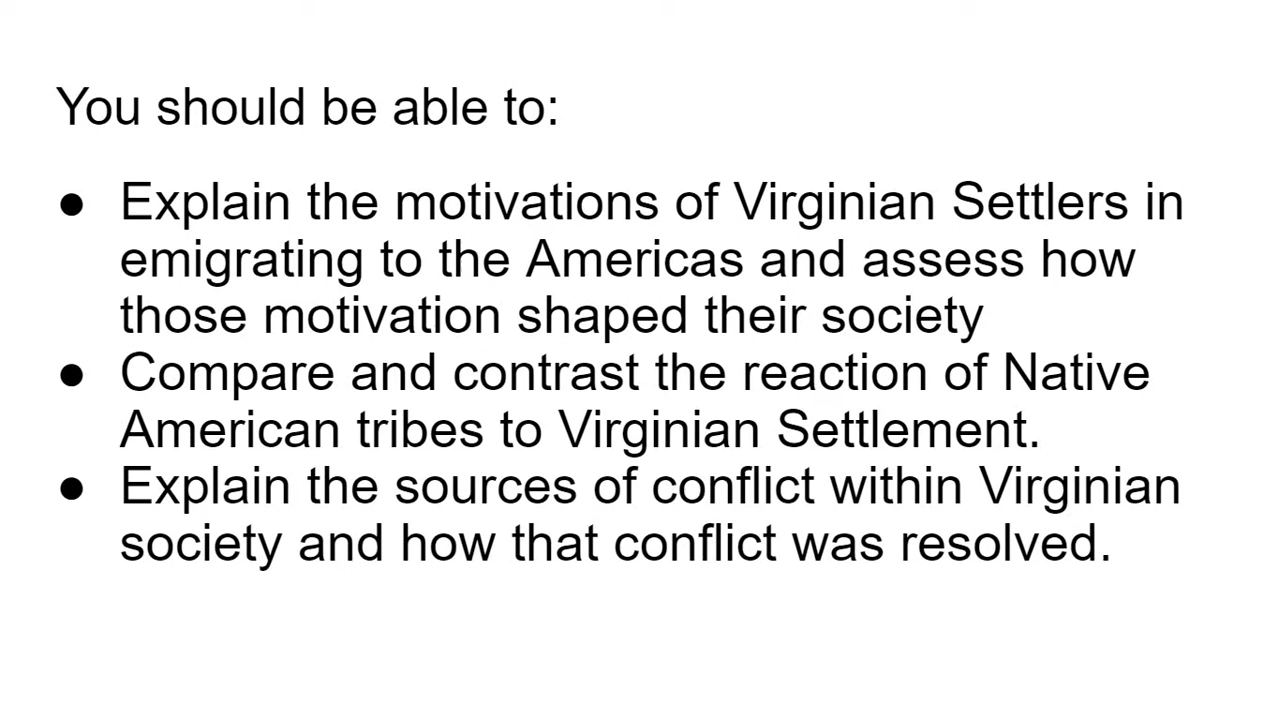 You should be able to:
● Explain the motivations of Virginian Settlers in
emigrating to the Americas and assess how
those motivation shaped their society
● Compare and contrast the reaction of Native
American tribes to Virginian Settlement.
● Explain the sources of conflict within Virginian
society and how that conflict was resolved.